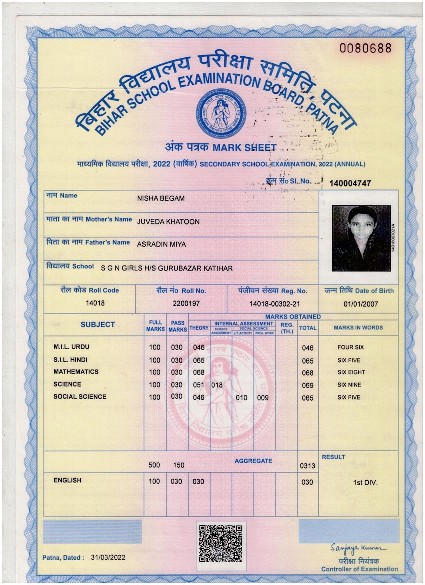 0080688
बिहार विद्यालय परीक्षा समिति, पटना
BIHAR SCHOOL EXAMINATION BOARD, PATNA
अंक पत्रक MARK SHEET
माध्यमिक विद्यालय परीक्षा, 2022 (वार्षिक) SECONDARY SCHOOL EXAMINATION, 2022 (ANNUAL)
क्रम सं० Sl.No. 140004747
नाम Name NISHA BEGAM
माता का नाम Mother's Name JUVEDA KHATOON
पिता का नाम Father's Name ASRADIN MIYA
विद्यालय School S G N GIRLS H/S GURUBAZAR KATIHAR
रौल कोड Roll Code रौल नं० Roll No. पंजीयन संख्या Reg. No. जन्म तिथि Date of Birth
14018 2200197 14018-00302-21 01/01/2007
MARKS OBTAINED
SUBJECT FULL MARKS PASS MARKS THEORY INTERNAL ASSESSMENT REG. (TH.) TOTAL MARKS IN WORDS
M.I.L. URDU 100 030 046 046 FOUR SIX
S.I.L. HINDI 100 030 065 065 SIX FIVE
MATHEMATICS 100 030 068 068 SIX EIGHT
SCIENCE 100 030 051 018 069 SIX NINE
SOCIAL SCIENCE 100 030 046 010 009 065 SIX FIVE
500 150 AGGREGATE 0313 RESULT
ENGLISH 100 030 030 030 1st DIV.
Patna, Dated : 31/03/2022
Sanjay Kumar
परीक्षा नियंत्रक
Controller of Examination